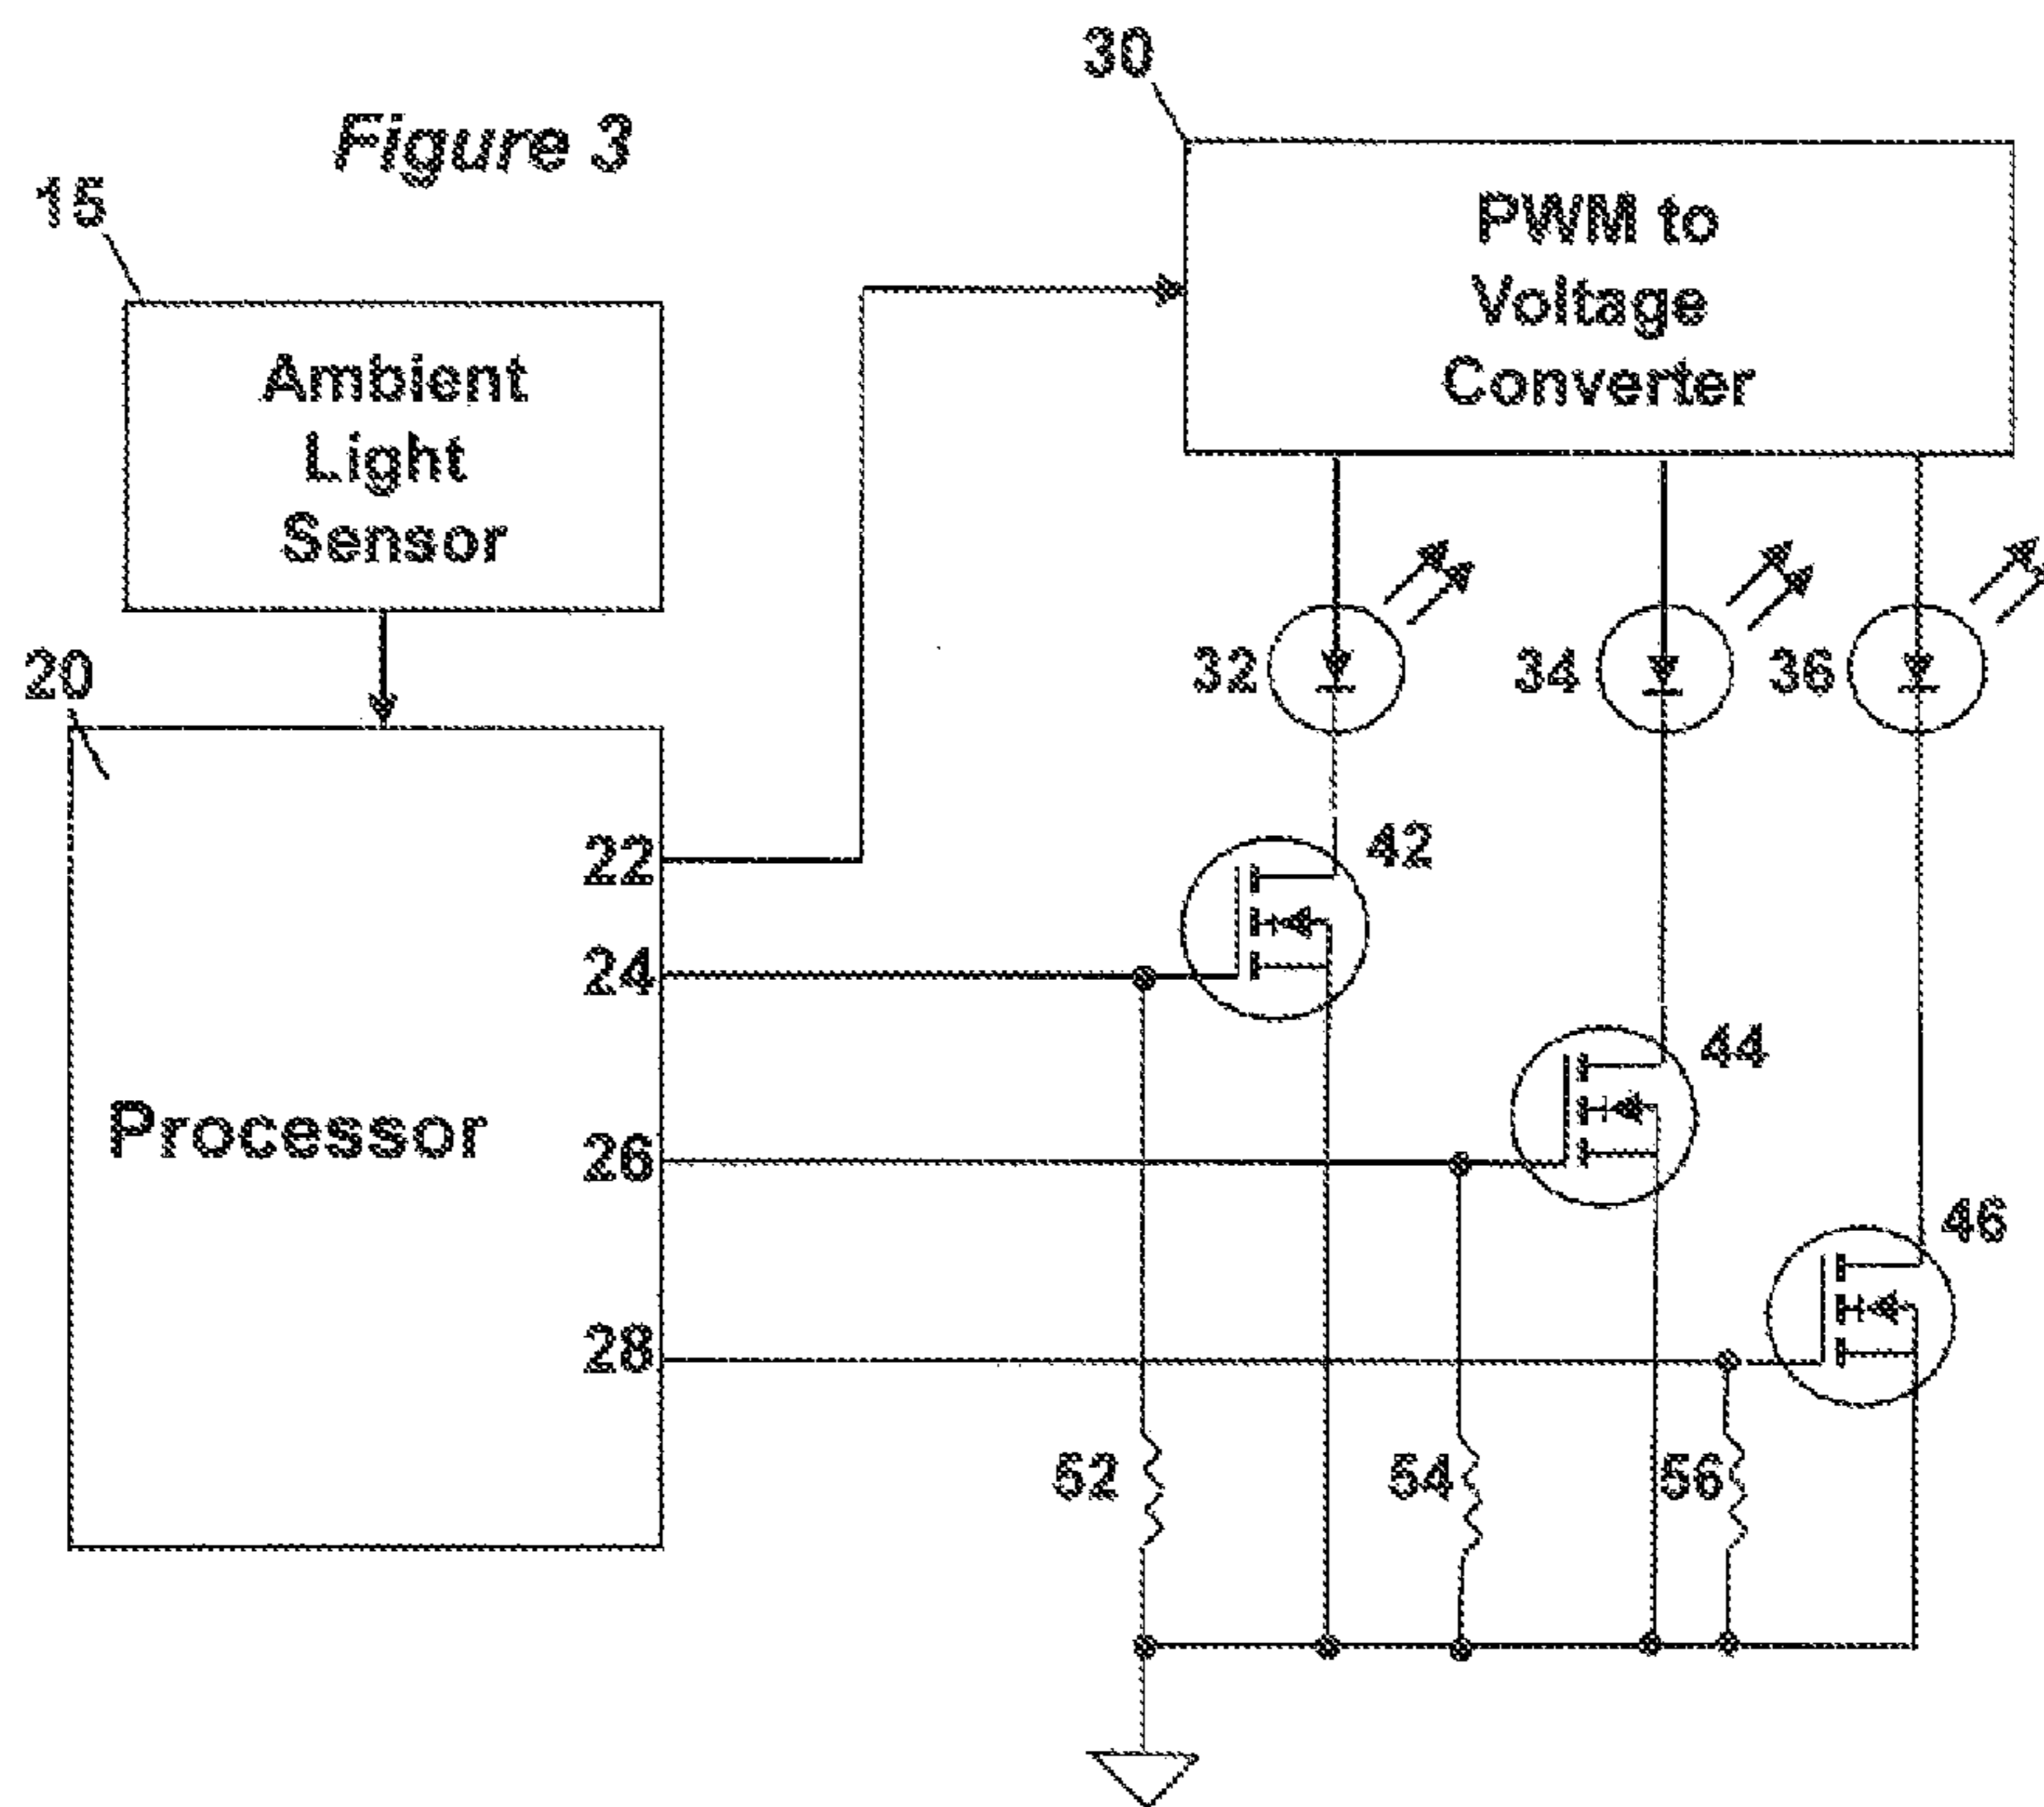 30
Figure 3
15
PWM to
Voltage
Converter
Ambient
Light
Sensor
20
32
34
36
22
42
24
44
Processor
26
46
28
52
54
56